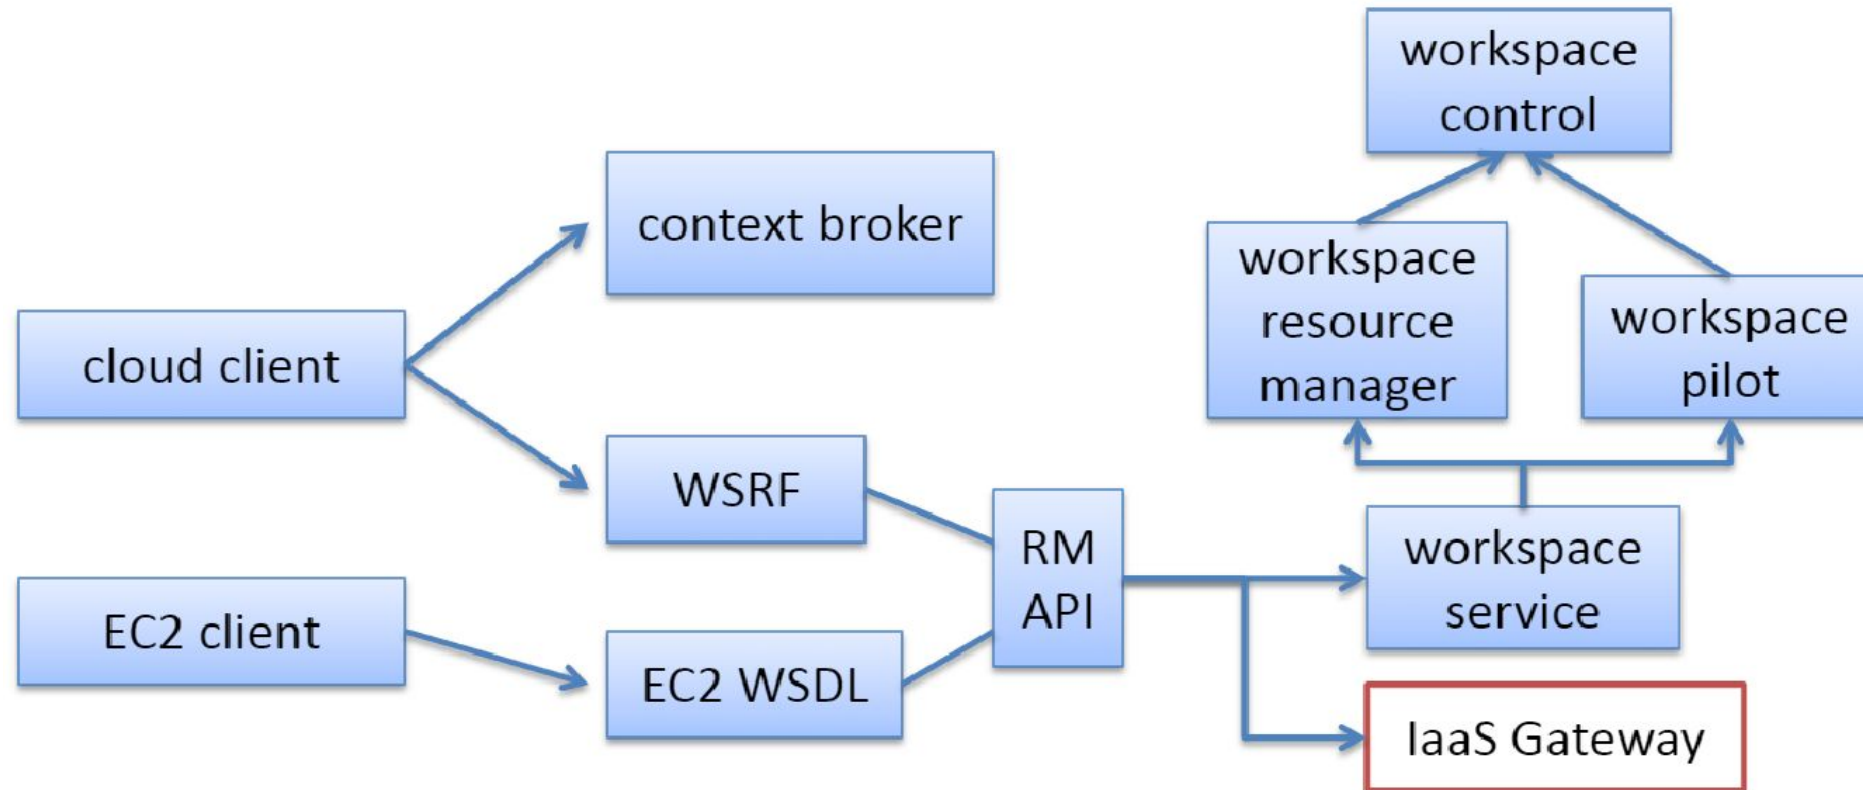 workspace
control
context broker
workspace
resource
manager
workspace
pilot
cloud client
WSRF
RM
API
workspace
service
EC2 client
EC2 WSDL
IaaS Gateway